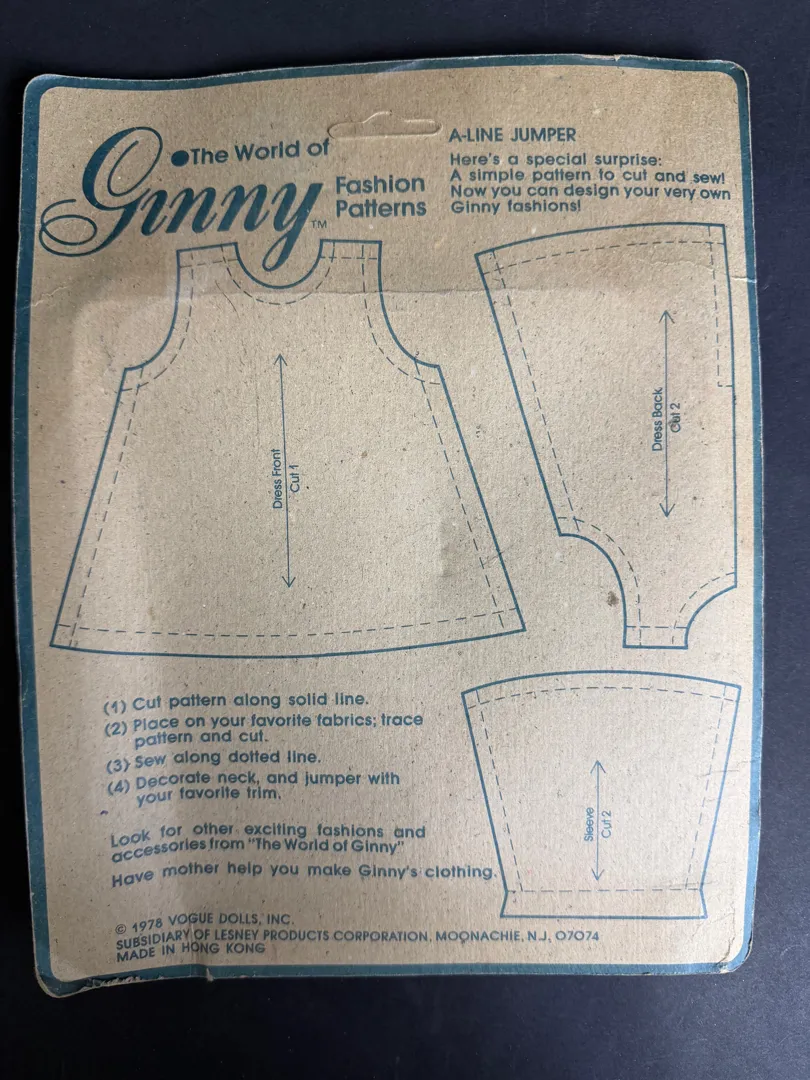 ●The World of
Ginny™
Fashion
Patterns
A-LINE JUMPER
Here's a special surprise:
A simple pattern to cut and sew!
Now you can design your very own
Ginny fashions!
Dress Front
Cut 1
Dress Back
Cut 2
(1) Cut pattern along solid line.
(2) Place on your favorite fabrics; trace
pattern and cut.
(3) Sew along dotted line.
(4) Decorate neck, and jumper with
your favorite trim.
Look for other exciting fashions and
accessories from "The World of Ginny"
Have mother help you make Ginny's clothing.
Sleeve
Cut 2
© 1978 VOGUE DOLLS, INC.
SUBSIDIARY OF LESNEY PRODUCTS CORPORATION, MOONACHIE, N.J. 07074
MADE IN HONG KONG